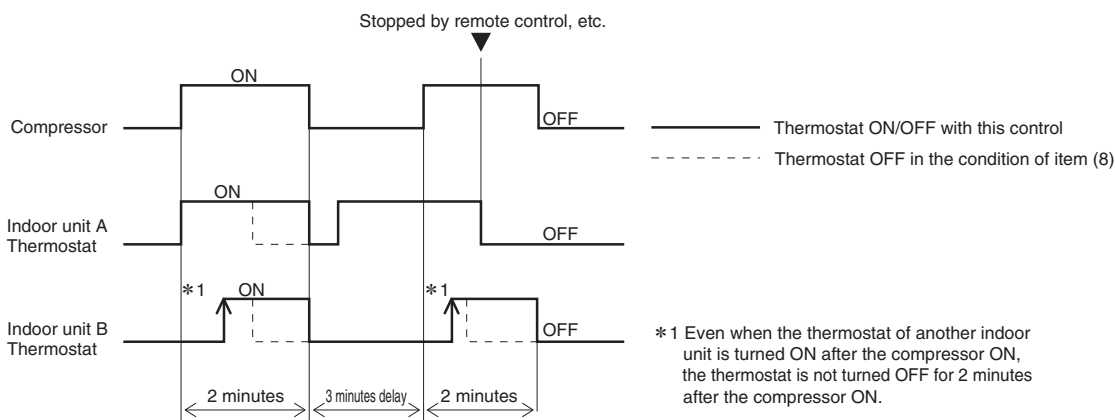 Stopped by remote control, etc.
ON
Compressor
OFF
Thermostat ON/OFF with this control
Thermostat OFF in the condition of item (8)
ON
Indoor unit A
Thermostat
OFF
*1
ON
*1
Indoor unit B
Thermostat
OFF
*1 Even when the thermostat of another indoor
unit is turned ON after the compressor ON,
the thermostat is not turned OFF for 2 minutes
after the compressor ON.
2 minutes
3 minutes delay
2 minutes